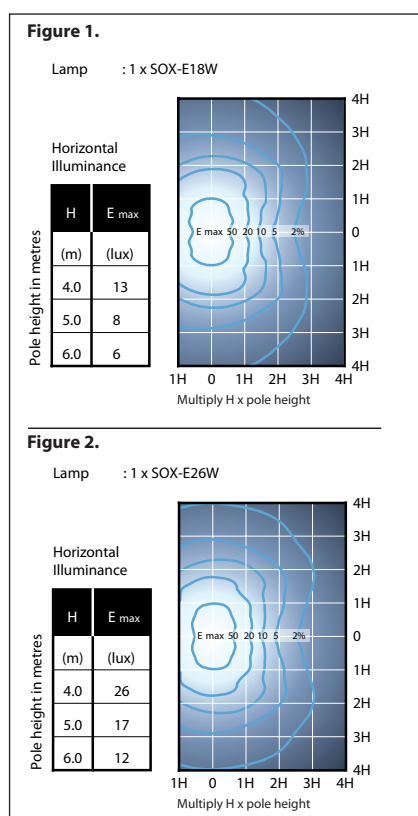 Figure 1.
Lamp : 1 x SOX-E18W
Horizontal
Illuminance
H E max
(m) (lux)
4.0 13
5.0 8
6.0 6
Pole height in metres
4H
3H
2H
1H
0
1H
2H
3H
4H
E max 50 20 10 5 2%
1H 0 1H 2H 3H 4H
Multiply H x pole height
Figure 2.
Lamp : 1 x SOX-E26W
Horizontal
Illuminance
H E max
(m) (lux)
4.0 26
5.0 17
6.0 12
Pole height in metres
4H
3H
2H
1H
0
1H
2H
3H
4H
E max 50 20 10 5 2%
1H 0 1H 2H 3H 4H
Multiply H x pole height